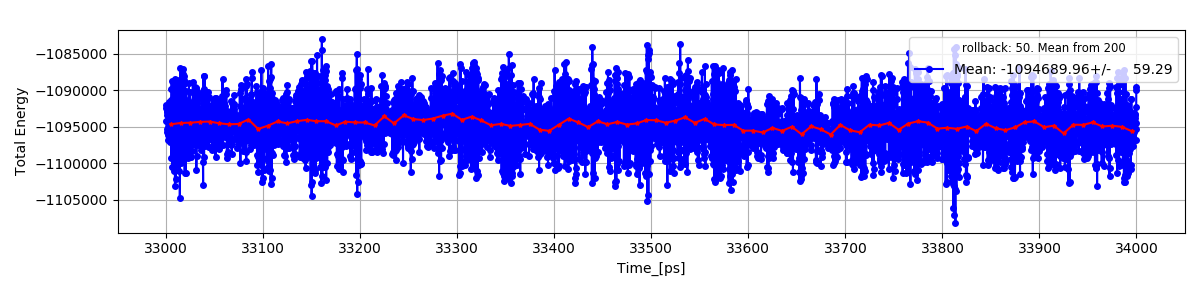 rollback: 50. Mean from 200
Mean: -1094689.96+/- 59.29
Total Energy
−1085000
−1090000
−1095000
−1100000
−1105000
33000 33100 33200 33300 33400 33500 33600 33700 33800 33900 34000
Time_[ps]